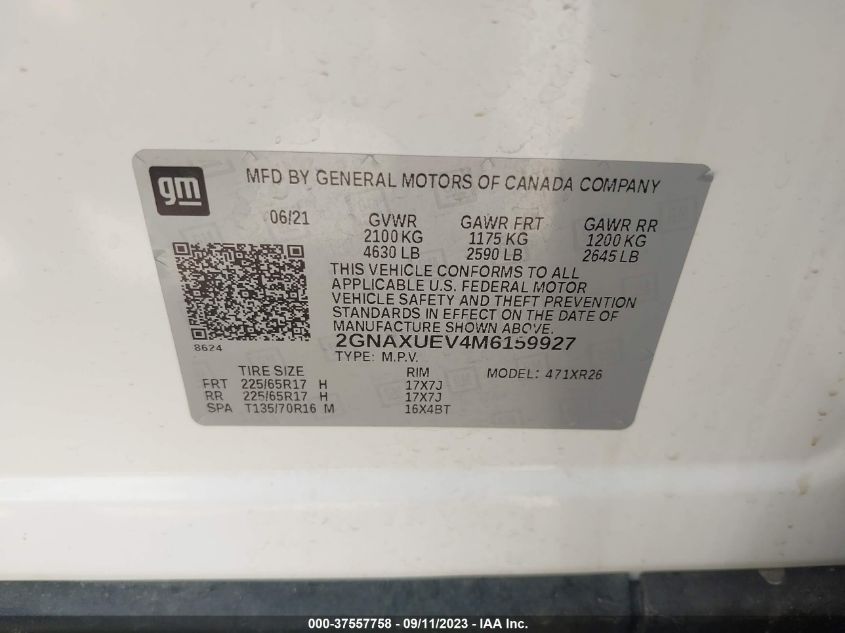 gm
MFD BY GENERAL MOTORS OF CANADA COMPANY
06/21 GVWR GAWR FRT GAWR RR
2100 KG 1175 KG 1200 KG
4630 LB 2590 LB 2645 LB
THIS VEHICLE CONFORMS TO ALL
APPLICABLE U.S. FEDERAL MOTOR
VEHICLE SAFETY AND THEFT PREVENTION
STANDARDS IN EFFECT ON THE DATE OF
MANUFACTURE SHOWN ABOVE.
8624
2GNAXUEV4M6159927
TYPE: M.P.V.
TIRE SIZE RIM MODEL: 471XR26
FRT 225/65R17 H 17X7J
RR 225/65R17 H 17X7J
SPA T135/70R16 M 16X4BT
000-37557758 - 09/11/2023 - IAA Inc.